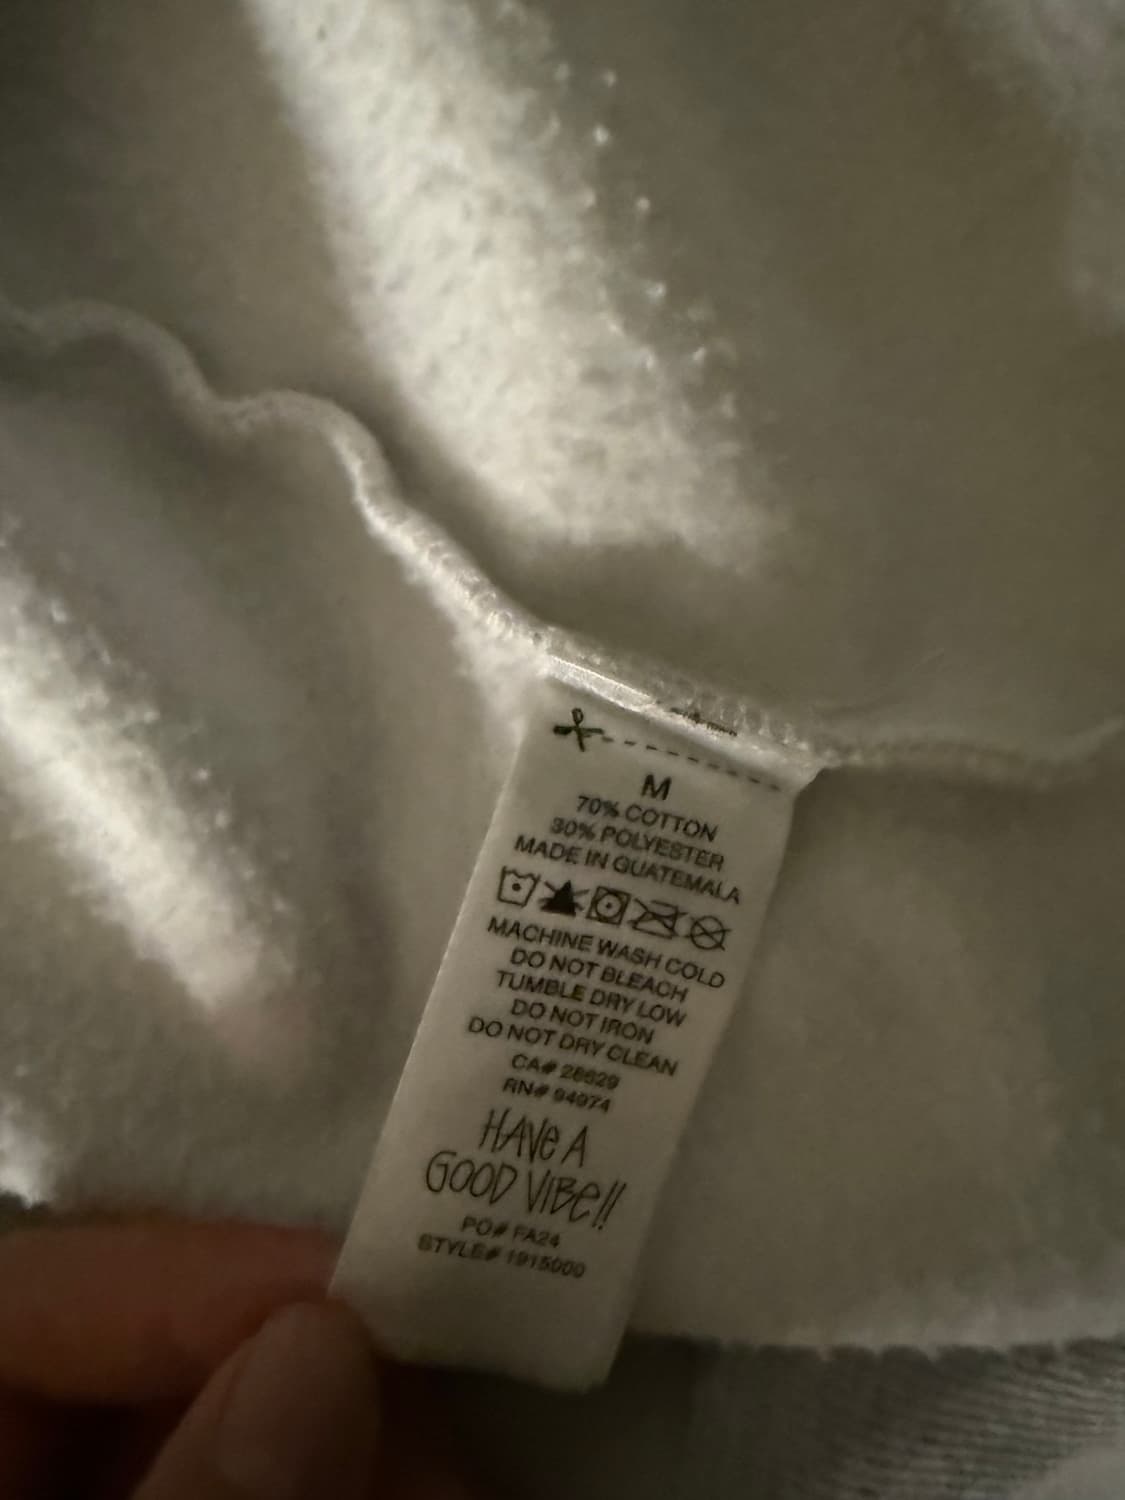 M
70% COTTON
30% POLYESTER
MADE IN GUATEMALA
MACHINE WASH COLD
DO NOT BLEACH
TUMBLE DRY LOW
DO NOT IRON
DO NOT DRY CLEAN
CA# 28629
RN# 94974
HAVE A
GOOD VIBE!!
PO# FA24
STYLE# 1915000